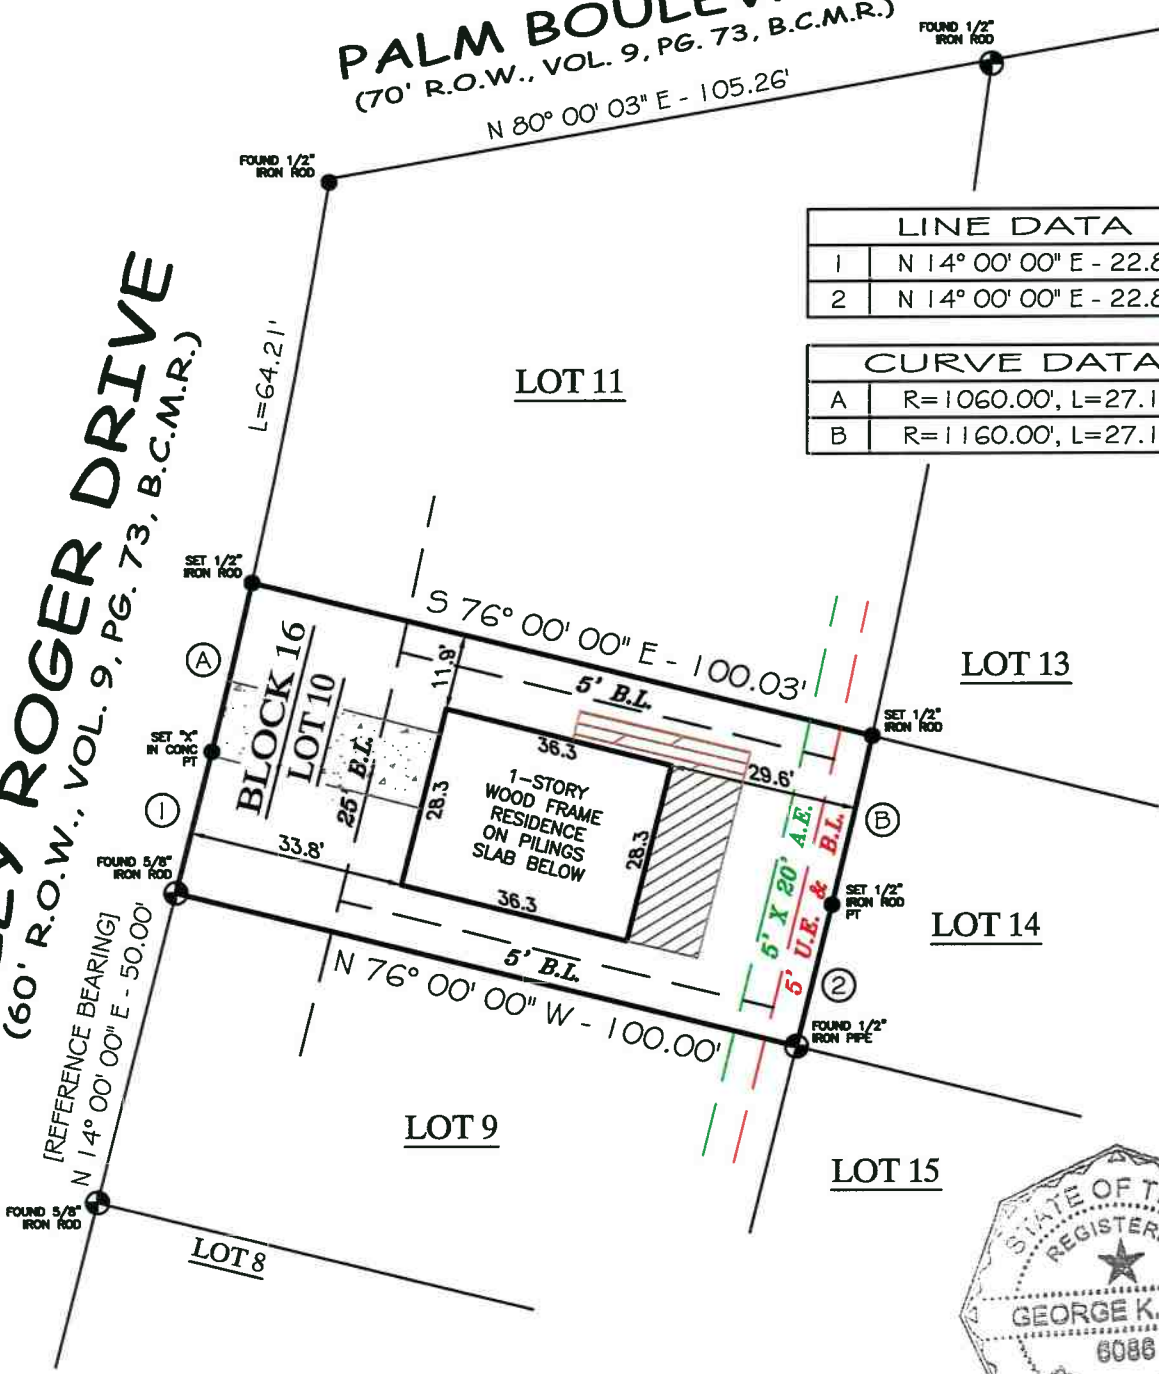 PALM BOULEV
(70' R.O.W., VOL. 9, PG. 73, B.C.M.R.)
N 80° 00' 03" E - 105.26'
FOUND 1/2"
IRON ROD
FOUND 1/2"
IRON ROD
LINE DATA
1 N 14° 00' 00" E - 22.8
2 N 14° 00' 00" E - 22.8
CURVE DATA
A R=1060.00', L=27.1
B R=1160.00', L=27.1
L=64.21'
LOT 11
ROGER DRIVE
(60' R.O.W., VOL. 9, PG. 73, B.C.M.R.)
SET 1/2"
IRON ROD
S 76° 00' 00" E - 100.03'
LOT 13
A
BLOCK 16
LOT 10
25' B.L.
11.8'
5' B.L.
SET 1/2"
IRON ROD
SET "X"
IN CONC
PT
36.3
1-STORY
WOOD FRAME
RESIDENCE
ON PILINGS
SLAB BELOW
28.3
28.3
36.3
29.6'
5' X 20' A.E.
5' U.E. & B.L.
B
1
33.8'
FOUND 5/8"
IRON ROD
SET 1/2"
IRON ROD
PT
LOT 14
5' B.L.
N 76° 00' 00" W - 100.00'
2
FOUND 1/2"
IRON PIPE
[REFERENCE BEARING]
N 14° 00' 00" E - 50.00'
LOT 9
LOT 15
FOUND 5/8"
IRON ROD
LOT 8
STATE OF T
REGISTER
GEORGE K.
6086